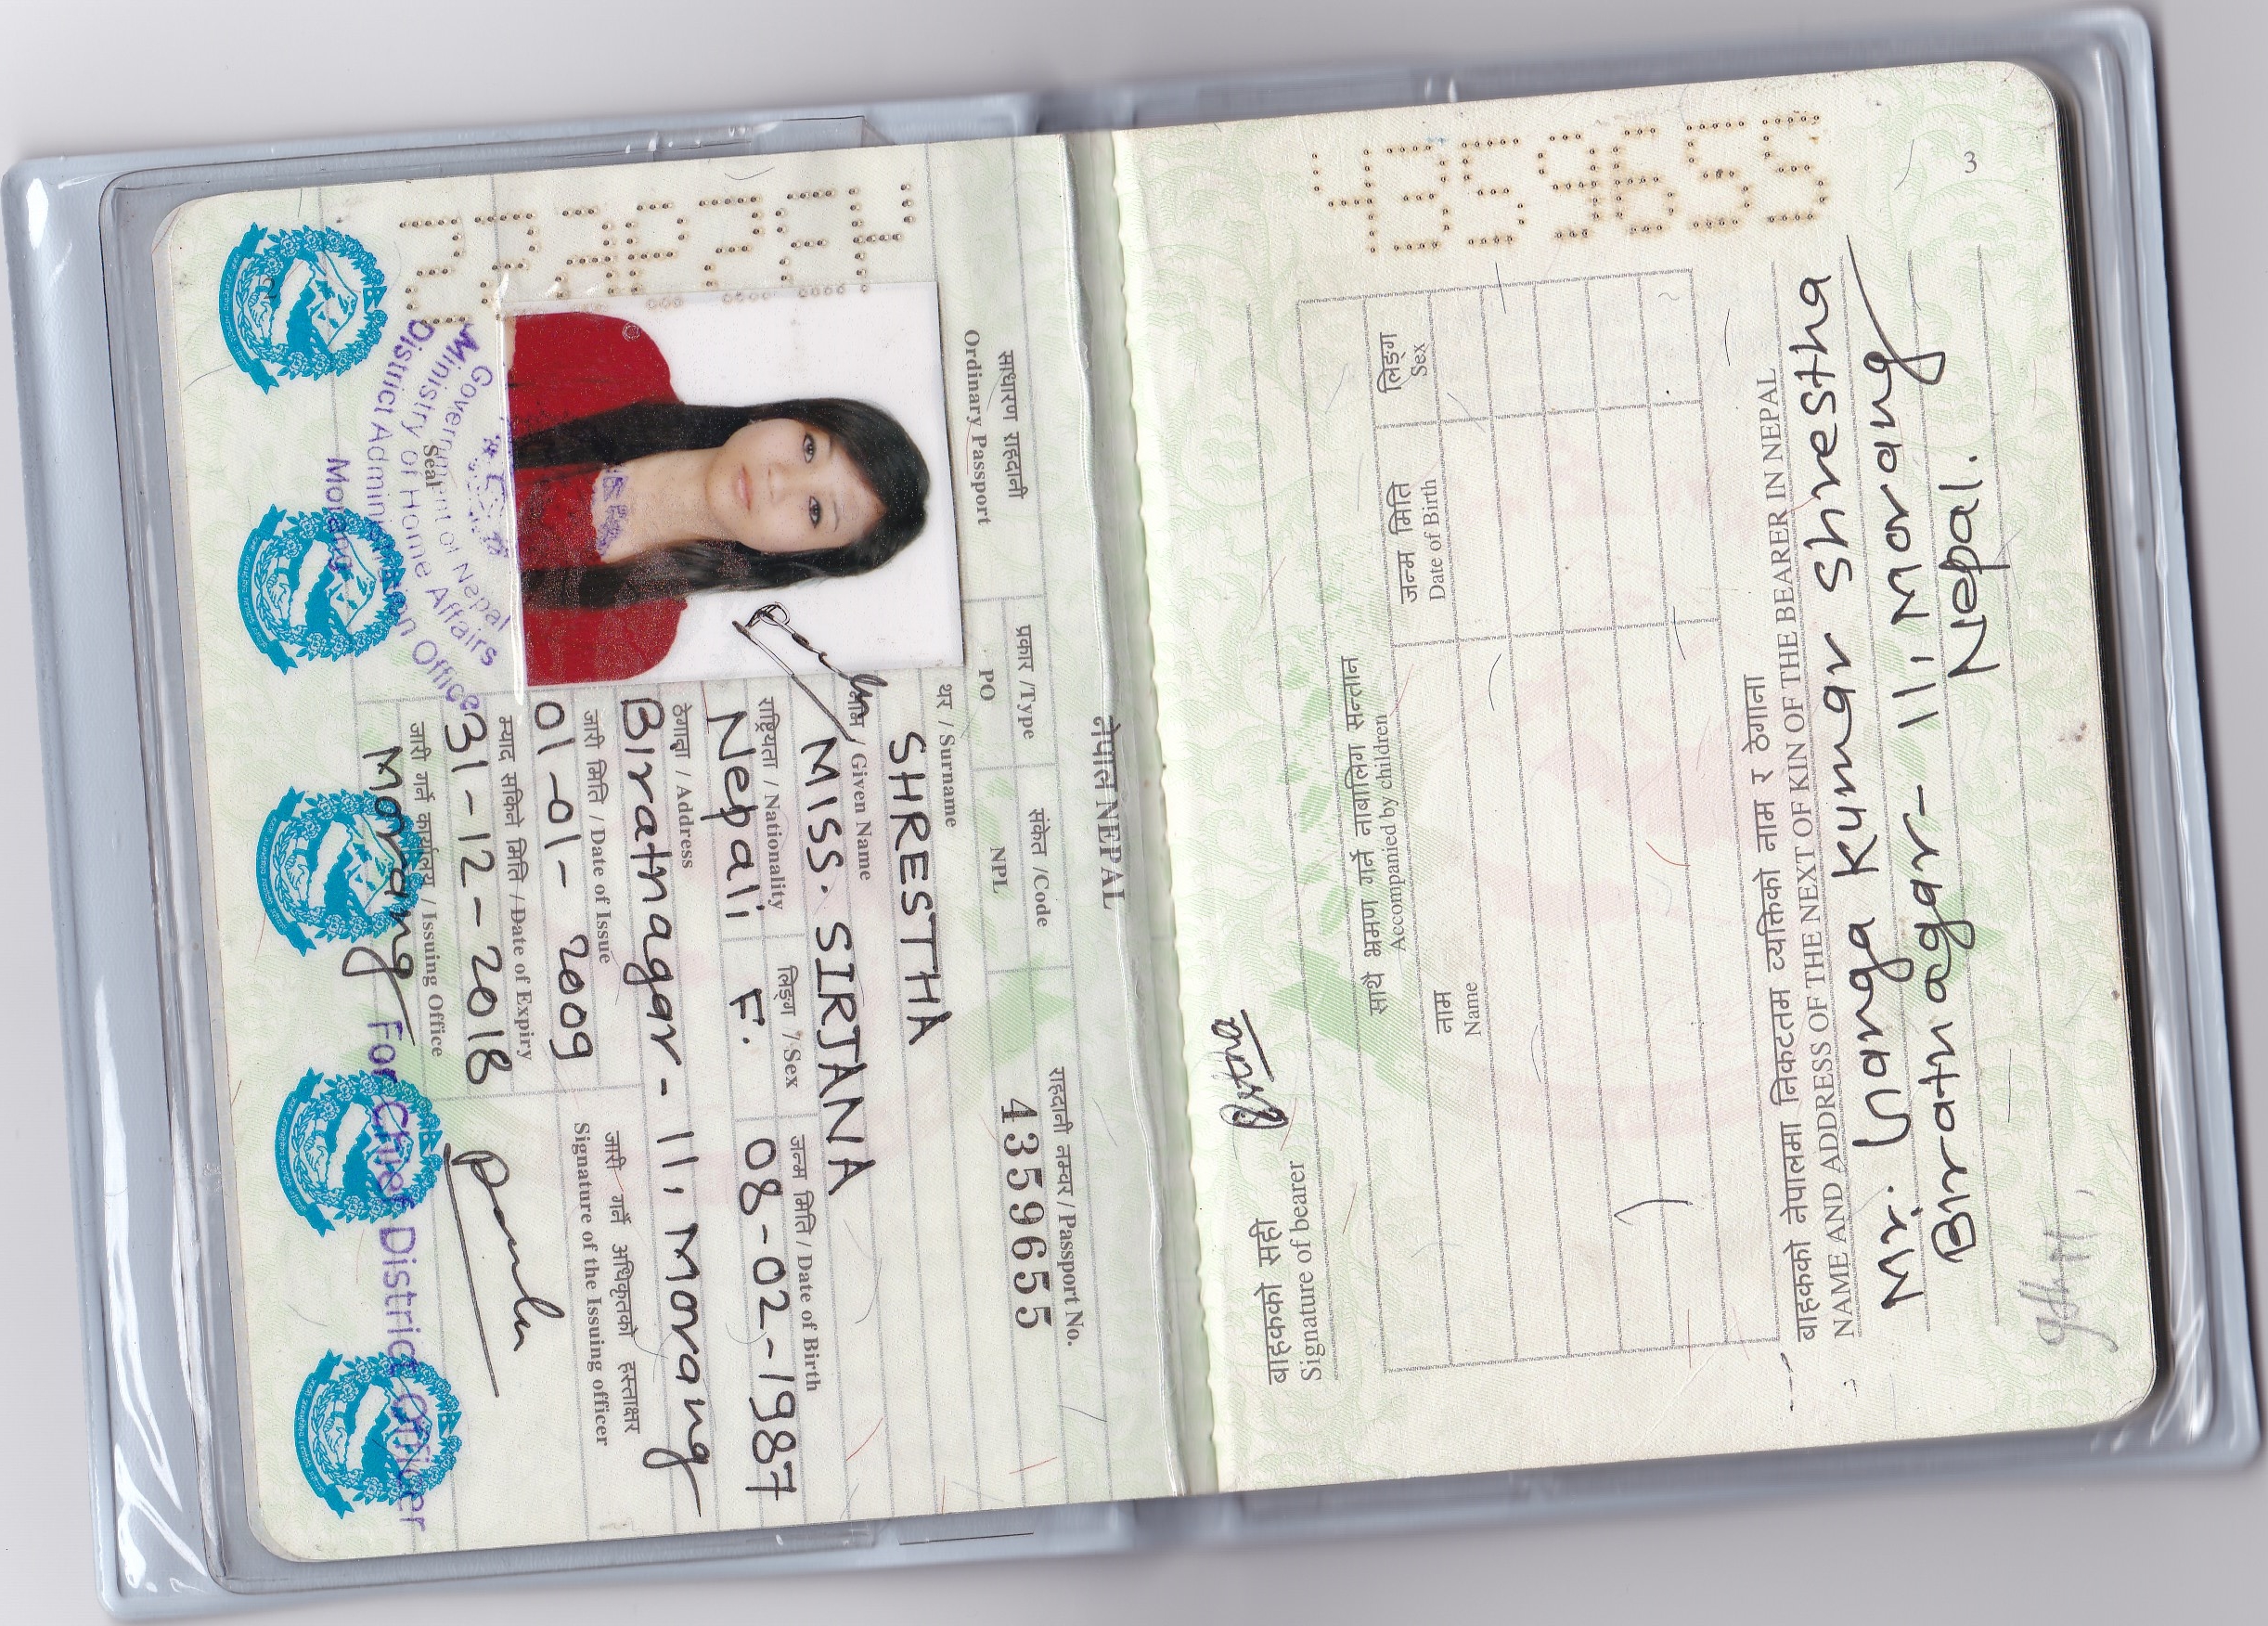 नेपाल NEPAL
साधारण राहदानी
Ordinary Passport
प्रकार /Type
PO
संकेत /Code
NPL
राहदानी नम्बर / Passport No.
4359655
थर / Surname
SHRESTHA
नाम / Given Name
MISS. SIRJANA
राष्ट्रियता / Nationality
Nepali
लिङ्ग / Sex
F.
जन्म मिति / Date of Birth
08-02-1987
ठेगाना / Address
Biratnagar-11, Morang
जारी मिति / Date of Issue
01-01-2009
म्याद सकिने मिति / Date of Expiry
31-12-2018
जारी गर्ने कार्यालय / Issuing Office
Morang
जारी गर्ने अधिकृतको हस्ताक्षर
Signature of the Issuing officer
For Chief District Officer
Seal
Government of Nepal
Ministry of Home Affairs
District Administration Office
Morang
4359655
3
4359655
बाहकको सही
Signature of bearer
साथै भ्रमण गर्ने नाबालिग सन्तान
Accompanied by children
नाम
Name
जन्म मिति
Date of Birth
लिङ्ग
Sex
बाहकको नेपालमा निकटतम व्यक्तिको नाम र ठेगाना
NAME AND ADDRESS OF THE NEXT OF KIN OF THE BEARER IN NEPAL
Mr. Kumar Shrestha
Biratnagar-11, Morang
Nepal.